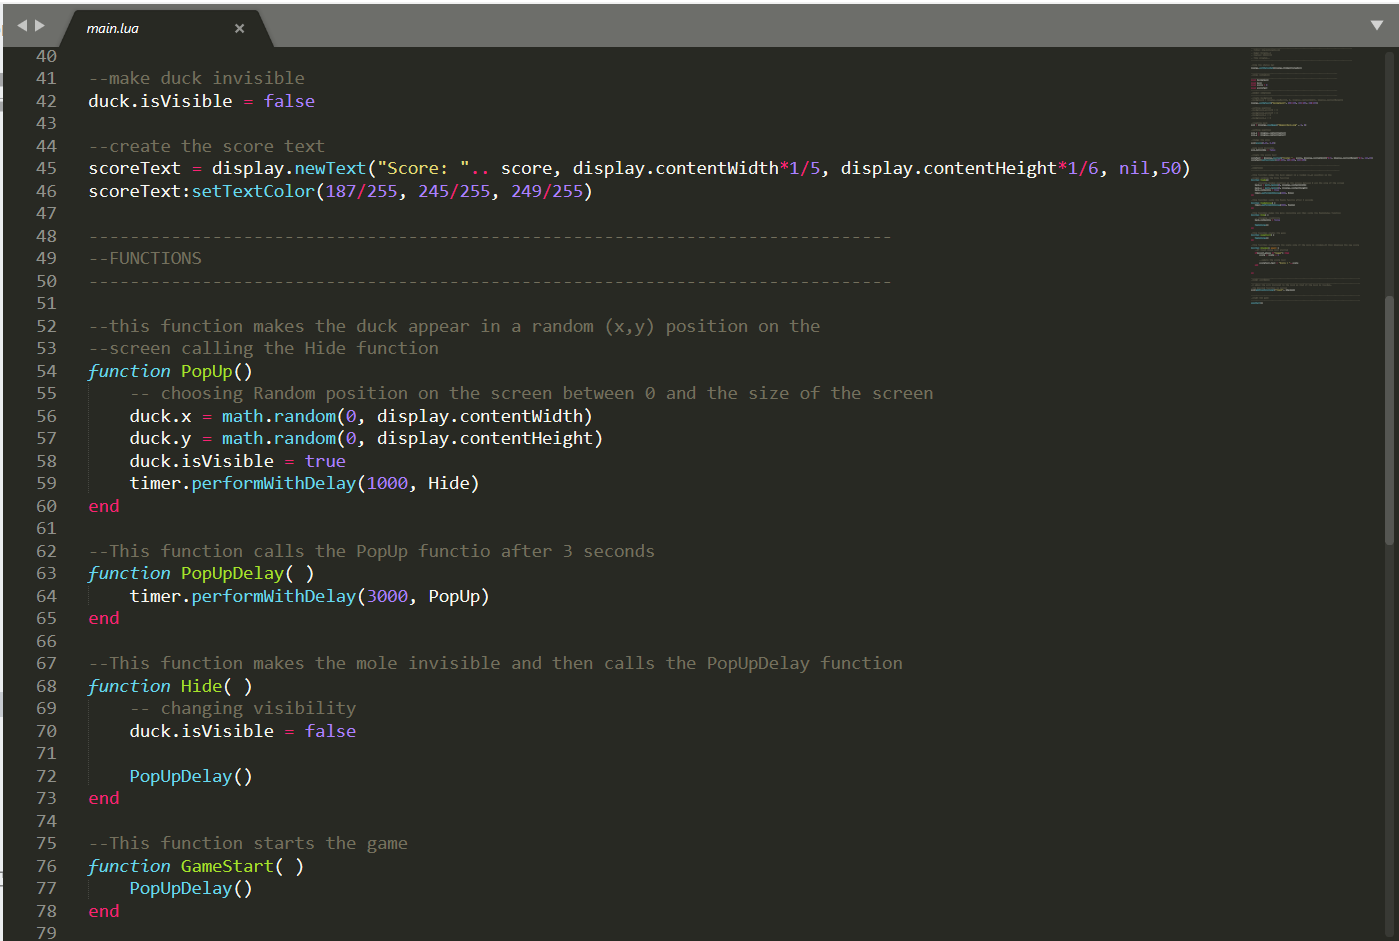 main.lua
40
41 --make duck invisible
42 duck.isVisible = false
43
44 --create the score text
45 scoreText = display.newText("Score: ".. score, display.contentWidth*1/5, display.contentHeight*1/6, nil,50)
46 scoreText:setTextColor(187/255, 245/255, 249/255)
47
48 ------------------------------------------------------------------------------
49 --FUNCTIONS
50 ------------------------------------------------------------------------------
51
52 --this function makes the duck appear in a random (x,y) position on the
53 --screen calling the Hide function
54 function PopUp()
55 -- choosing Random position on the screen between 0 and the size of the screen
56 duck.x = math.random(0, display.contentWidth)
57 duck.y = math.random(0, display.contentHeight)
58 duck.isVisible = true
59 timer.performWithDelay(1000, Hide)
60 end
61
62 --This function calls the PopUp functio after 3 seconds
63 function PopUpDelay( )
64 timer.performWithDelay(3000, PopUp)
65 end
66
67 --This function makes the mole invisible and then calls the PopUpDelay function
68 function Hide( )
69 -- changing visibility
70 duck.isVisible = false
71
72 PopUpDelay()
73 end
74
75 --This function starts the game
76 function GameStart( )
77 PopUpDelay()
78 end
79